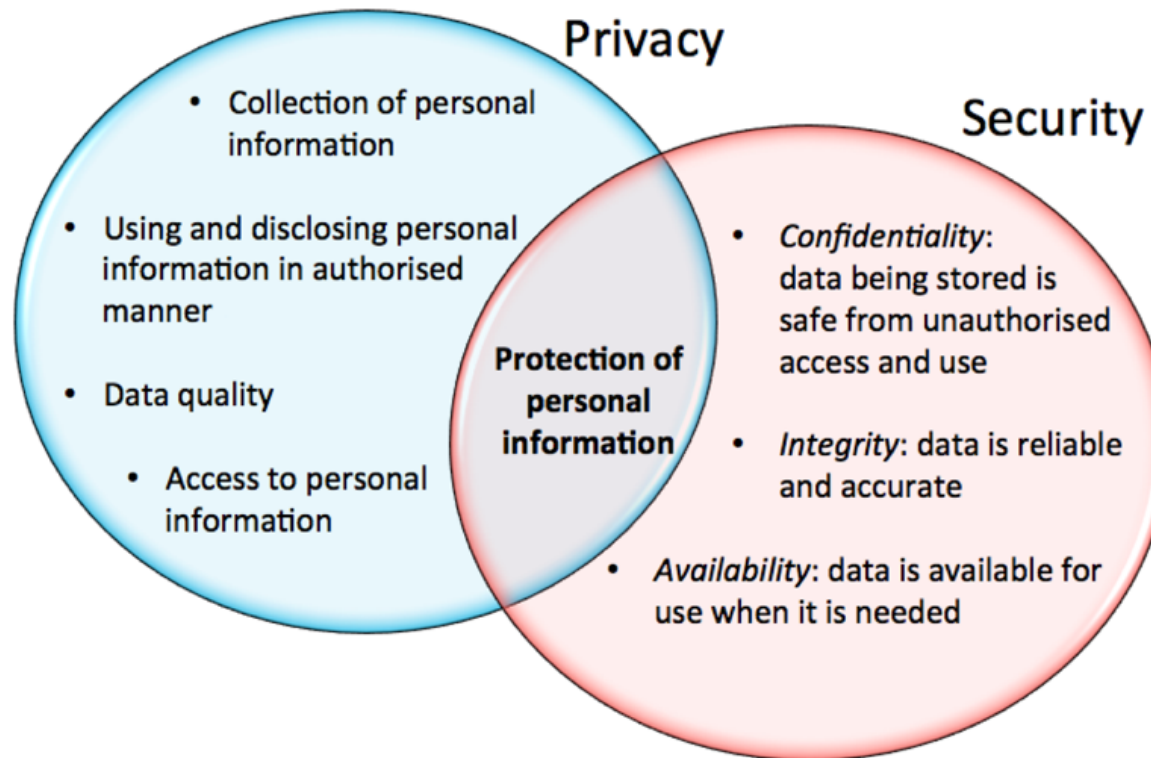 Privacy
• Collection of personal
information
• Using and disclosing personal
information in authorised
manner
• Data quality
• Access to personal
information
Protection of
personal
information
Security
• Confidentiality:
data being stored is
safe from unauthorised
access and use
• Integrity: data is reliable
and accurate
• Availability: data is available for
use when it is needed